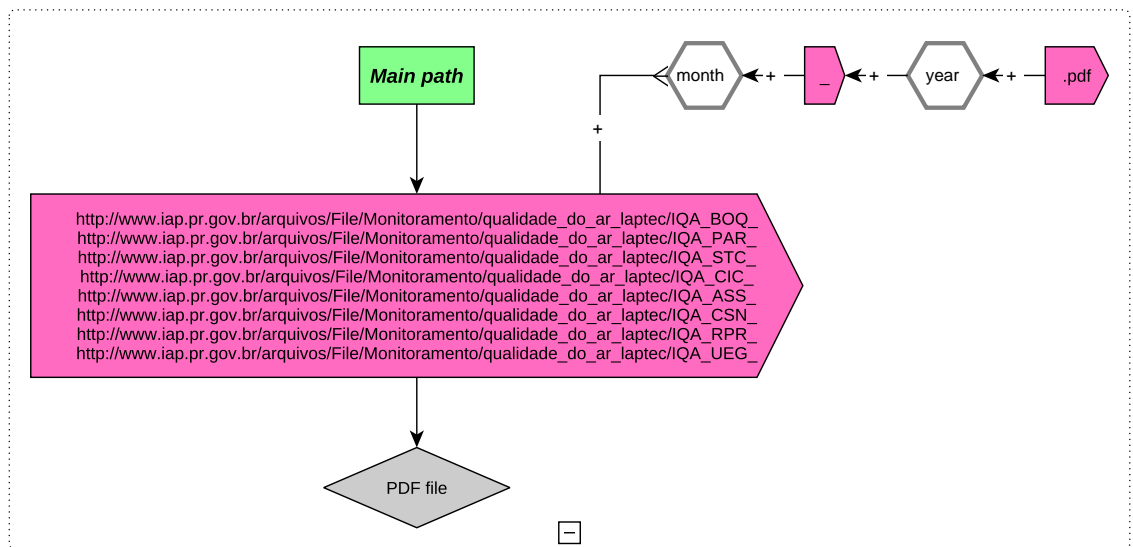 Main path
month
+
_
+
year
+
.pdf
+
http://www.iap.pr.gov.br/arquivos/File/Monitoramento/qualidade_do_ar_laptec/IQA_BOQ_
http://www.iap.pr.gov.br/arquivos/File/Monitoramento/qualidade_do_ar_laptec/IQA_PAR_
http://www.iap.pr.gov.br/arquivos/File/Monitoramento/qualidade_do_ar_laptec/IQA_STC_
http://www.iap.pr.gov.br/arquivos/File/Monitoramento/qualidade_do_ar_laptec/IQA_CIC_
http://www.iap.pr.gov.br/arquivos/File/Monitoramento/qualidade_do_ar_laptec/IQA_ASS_
http://www.iap.pr.gov.br/arquivos/File/Monitoramento/qualidade_do_ar_laptec/IQA_CSN_
http://www.iap.pr.gov.br/arquivos/File/Monitoramento/qualidade_do_ar_laptec/IQA_RPR_
http://www.iap.pr.gov.br/arquivos/File/Monitoramento/qualidade_do_ar_laptec/IQA_UEG_
PDF file